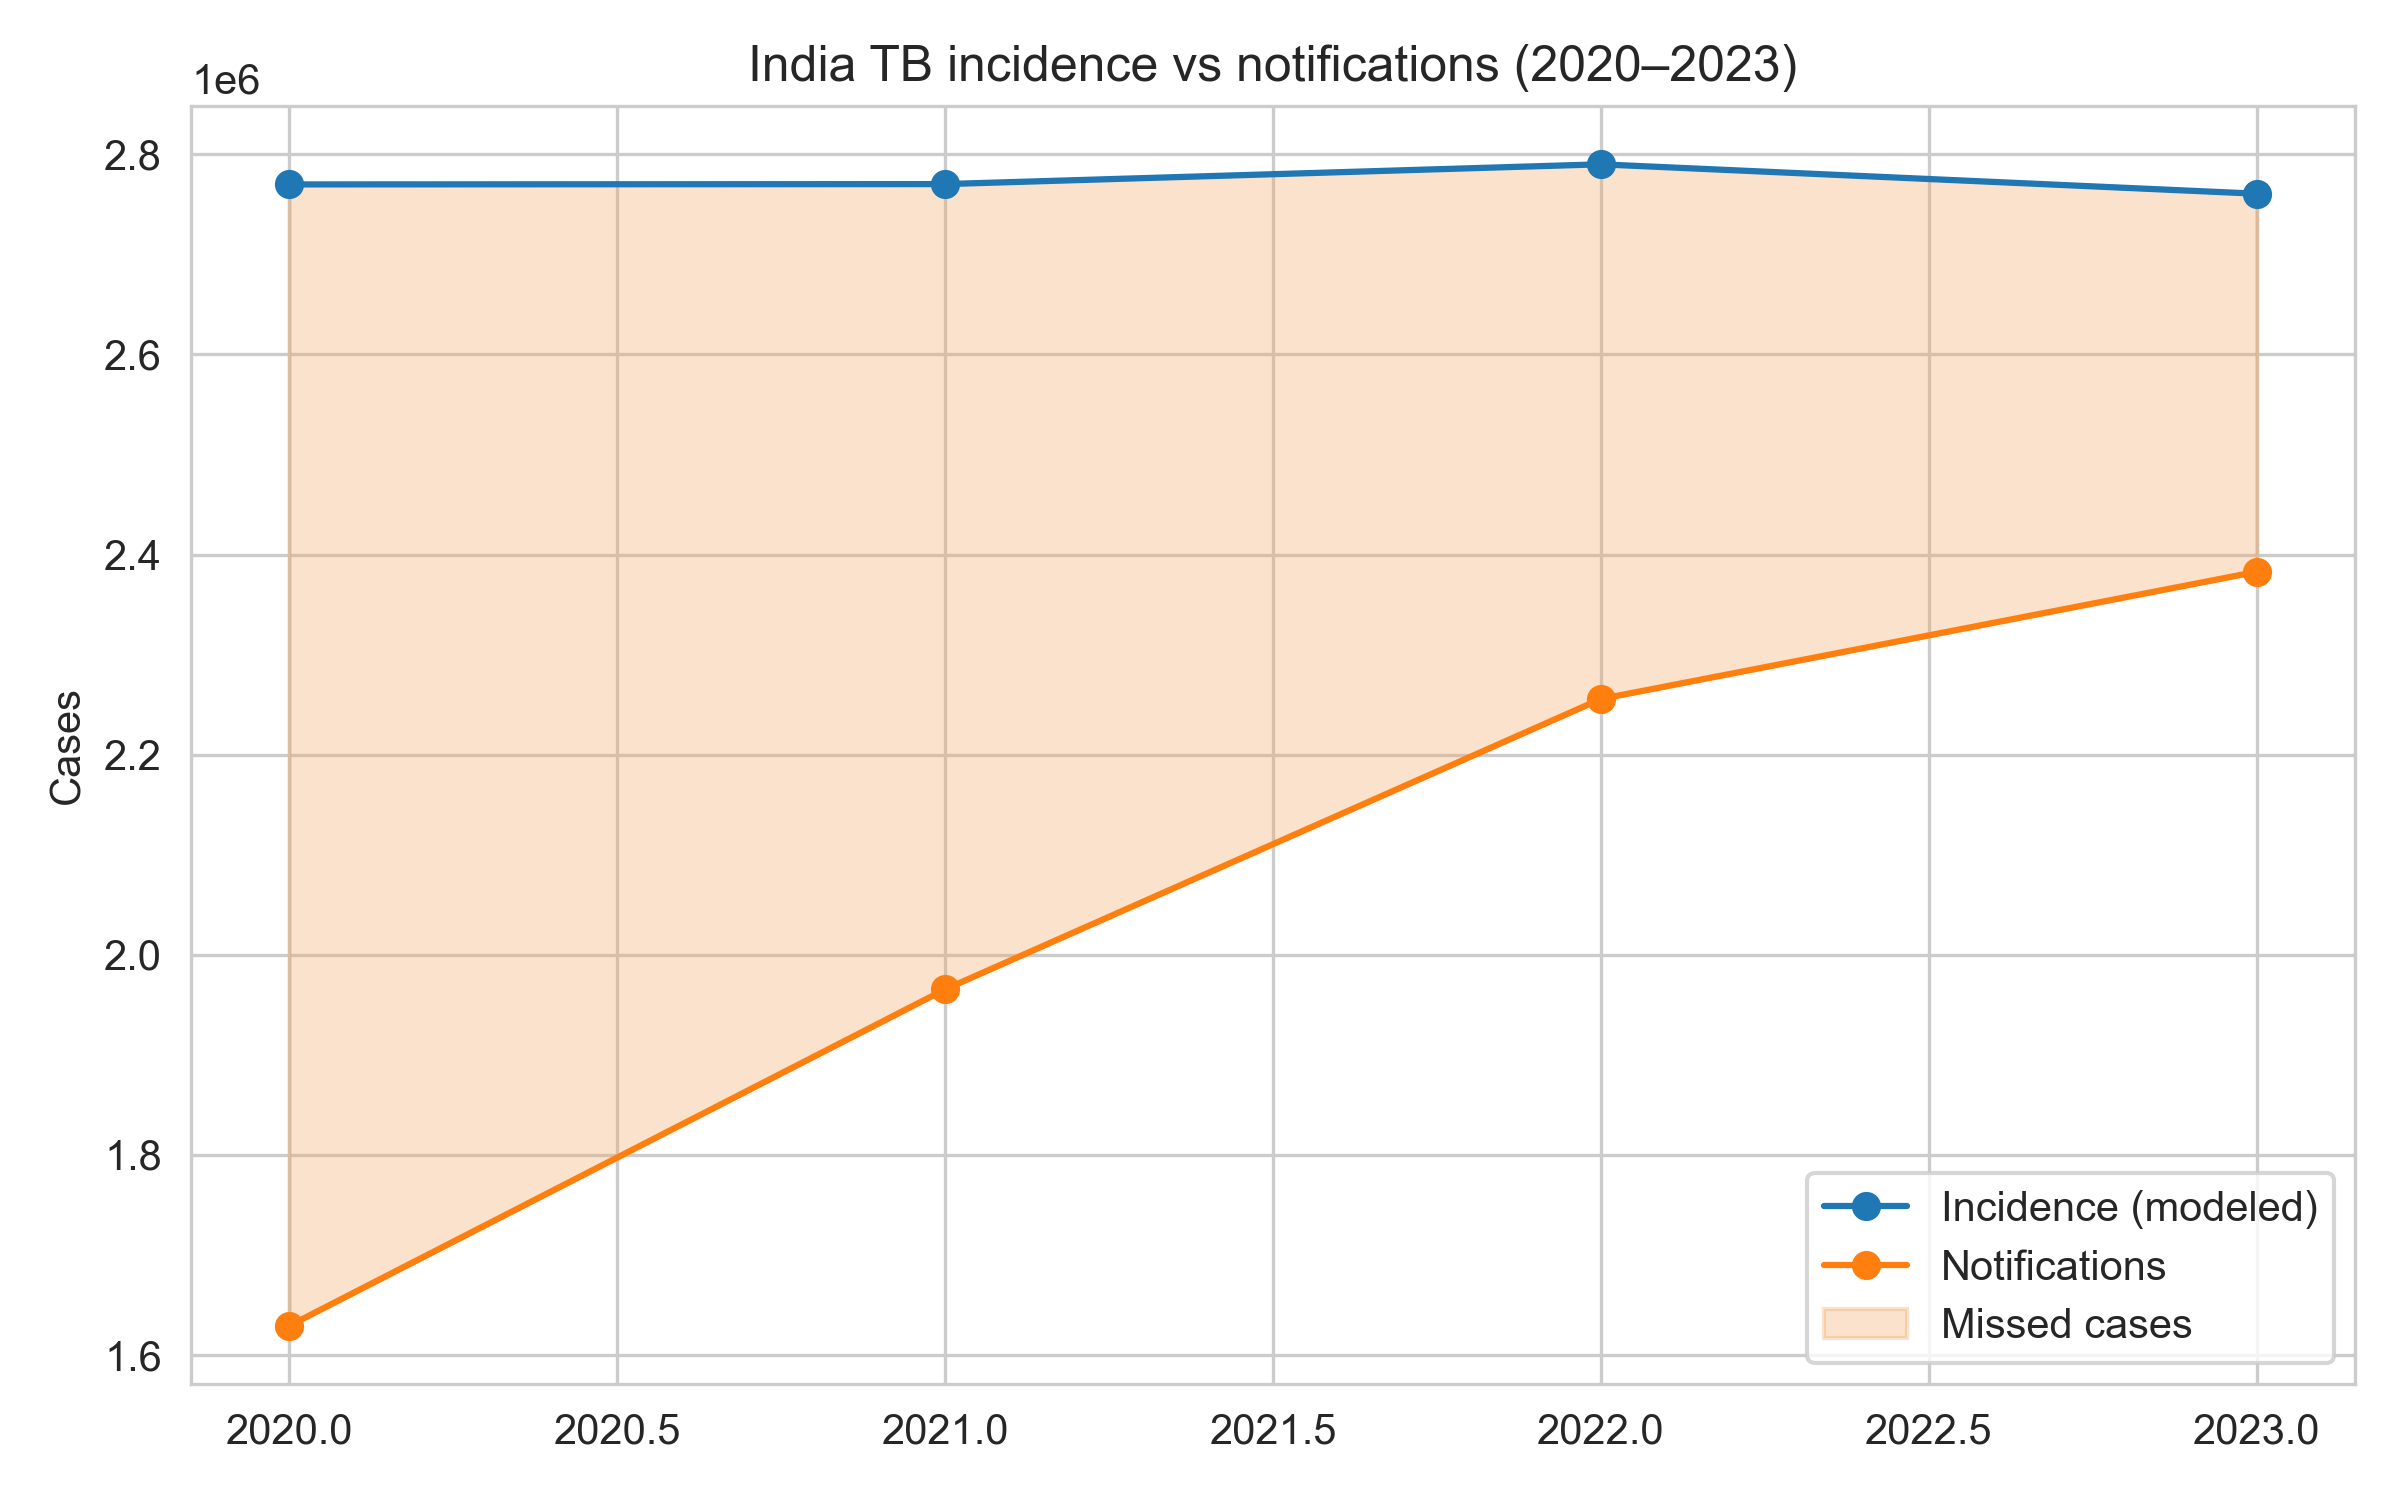 India TB incidence vs notifications (2020–2023)
1e6
2.8
2.6
2.4
2.2
2.0
1.8
1.6
Cases
2020.0 2020.5 2021.0 2021.5 2022.0 2022.5 2023.0
Incidence (modeled)
Notifications
Missed cases